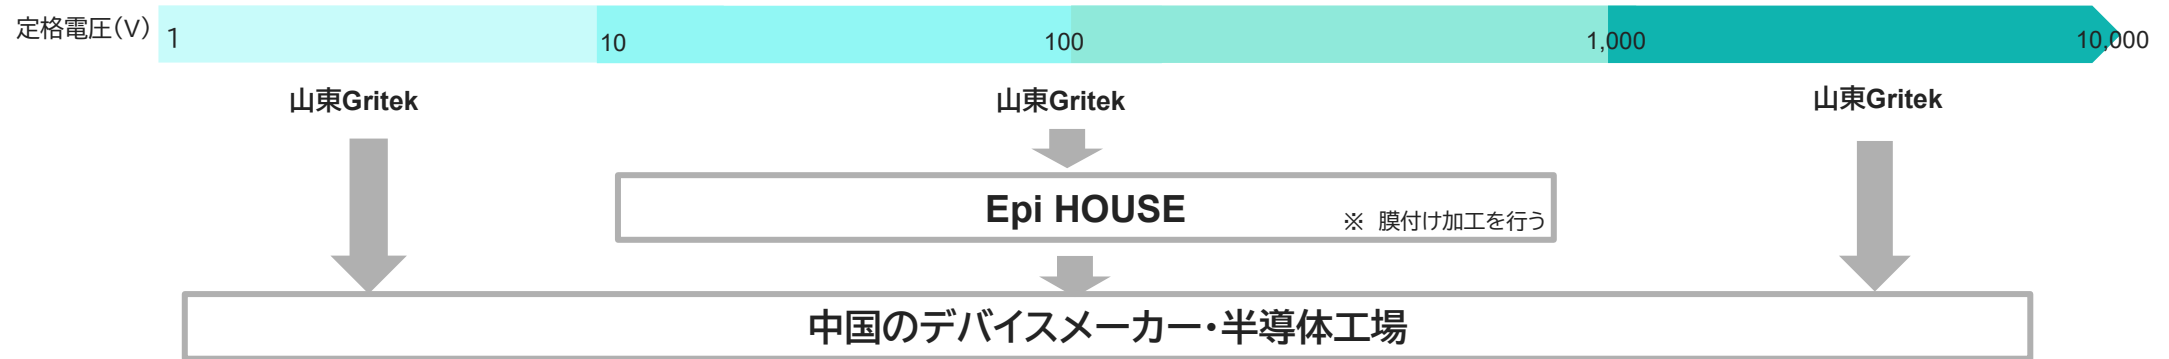 定格電圧(V) 1 10 100 1,000 10,000
山東Gritek 山東Gritek 山東Gritek
Epi HOUSE ※ 膜付け加工を行う
中国のデバイスメーカー・半導体工場